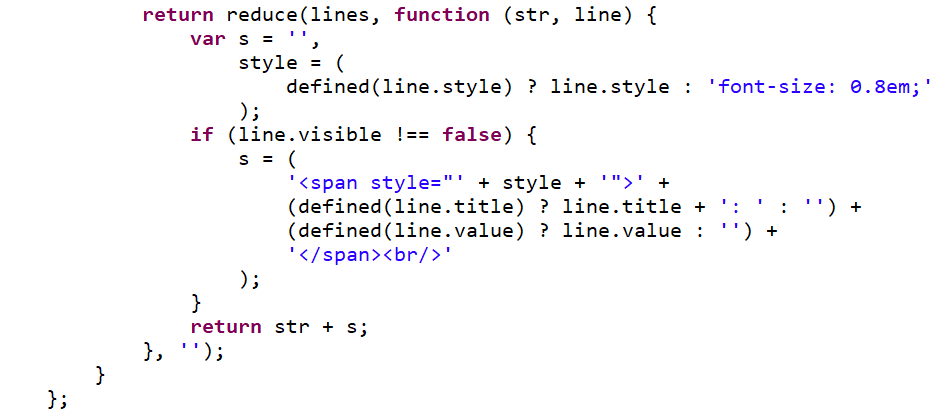 return reduce(lines, function (str, line) {
var s = '',
style = (
defined(line.style) ? line.style : 'font-size: 0.8em;'
);
if (line.visible !== false) {
s = (
'<span style="' + style + '">' +
(defined(line.title) ? line.title + ': ' : '') +
(defined(line.value) ? line.value : '') +
'</span><br/>'
);
}
return str + s;
}, '');
}
};